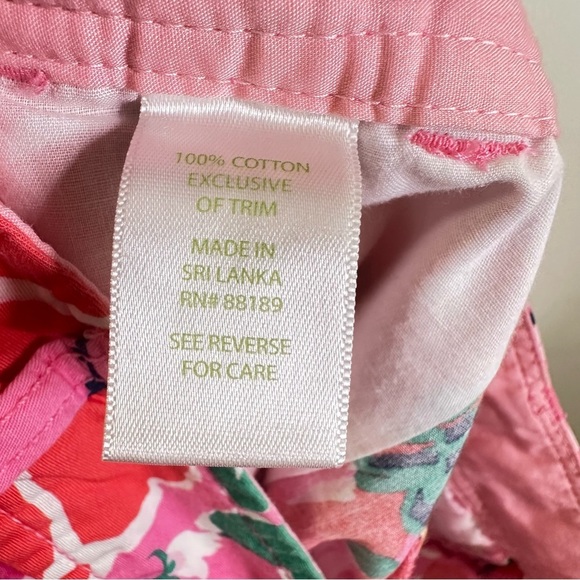 100% COTTON
EXCLUSIVE
OF TRIM
MADE IN
SRI LANKA
RN# 88189
SEE REVERSE
FOR CARE